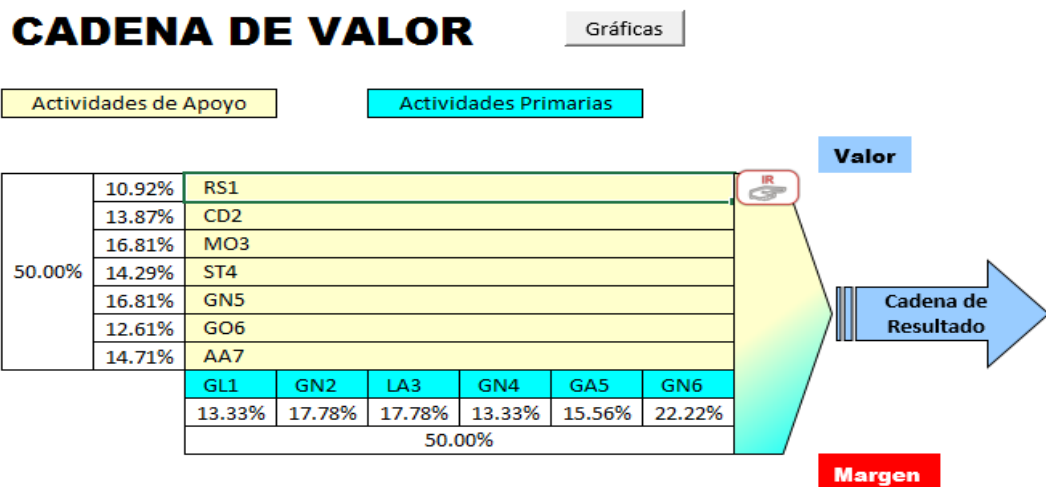 CADENA DE VALOR
Gráficas
Actividades de Apoyo
Actividades Primarias
Valor
10.92% RS1
IR
13.87% CD2
16.81% MO3
50.00% 14.29% ST4
16.81% GN5
12.61% GO6
14.71% AA7
Cadena de
Resultado
GL1 GN2 LA3 GN4 GA5 GN6
13.33% 17.78% 17.78% 13.33% 15.56% 22.22%
50.00%
Margen